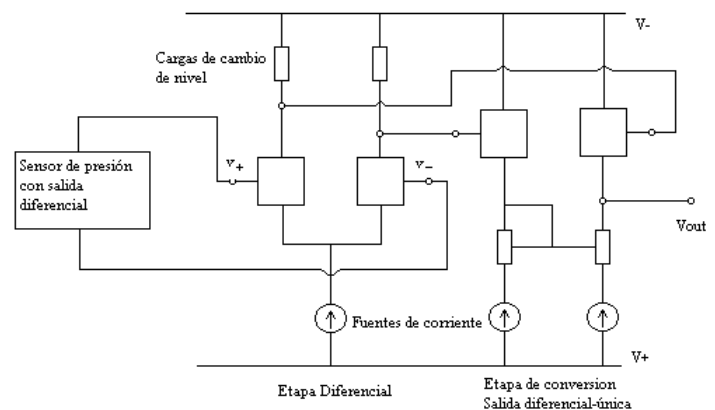 V-
Cargas de cambio
de nivel
Sensor de presión
con salida
diferencial
v+
v-
Vout
Fuentes de corriente
V+
Etapa Diferencial
Etapa de conversion
Salida diferencial-única